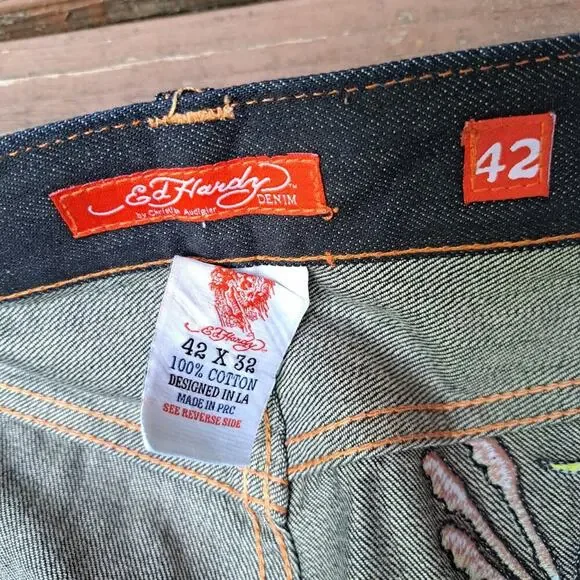 Ed Hardy™
by Christian Audigier DENIM
42
Ed Hardy
42 X 32
100% COTTON
DESIGNED IN LA
MADE IN PRC
SEE REVERSE SIDE